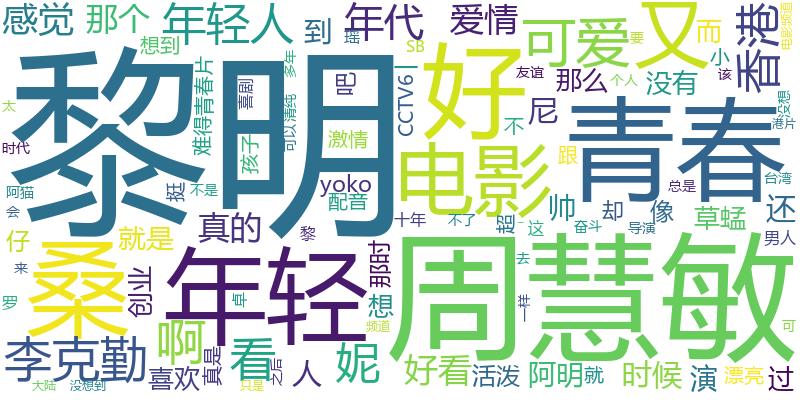 感觉
那个
年轻人
到
年代
爱情
可爱
又
而
香港
电影频道
想到
瑶
SB
友谊
要
小
该
没想
港片
太
时代
难得青春片
喜剧
可以清纯
多年
吧
激情
CCTV6
好
那么
没有
个人
尼
不
黎明
青春
孩子
电影
跟
总是
台湾
阿猫
会
挺
不是
yoko
配音
帅
却
像
草蜢
还
仔
就是
真的
黎
十年
不了
超
这
奋斗
导演
男人
桑
来
罗
创业
年轻
卓
那时
想
频道
周慧敏
去
一样
可
李克勤
啊
看
妮
好看
活泼
阿明
就
时候
演
漂亮
过
大陆
没想到
喜欢
真是
只是
之后
人